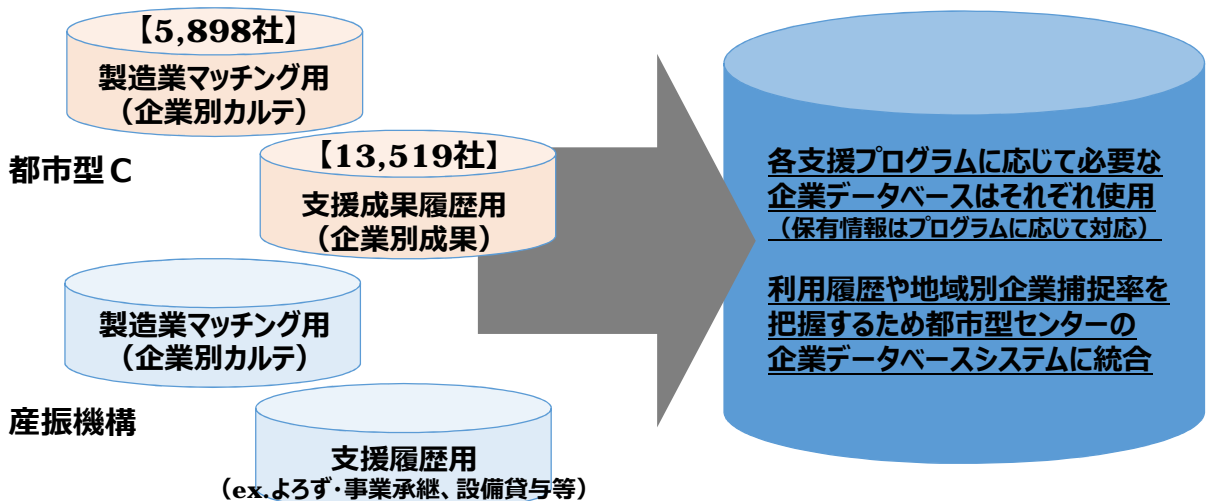 【5,898社】
製造業マッチング用
（企業別カルテ）
都市型Ｃ
【13,519社】
支援成果履歴用
（企業別成果）
製造業マッチング用
（企業別カルテ）
産振機構
支援履歴用
（ex.よろず・事業承継、設備貸与等）
各支援プログラムに応じて必要な
企業データベースはそれぞれ使用
（保有情報はプログラムに応じて対応）
利用履歴や地域別企業捕捉率を
把握するため都市型センターの
企業データベースシステムに統合